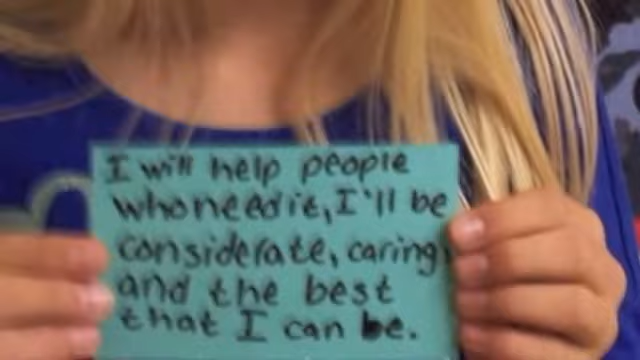 I will help people
who need it, I'll be
considerate, caring
and the best
that I can be.